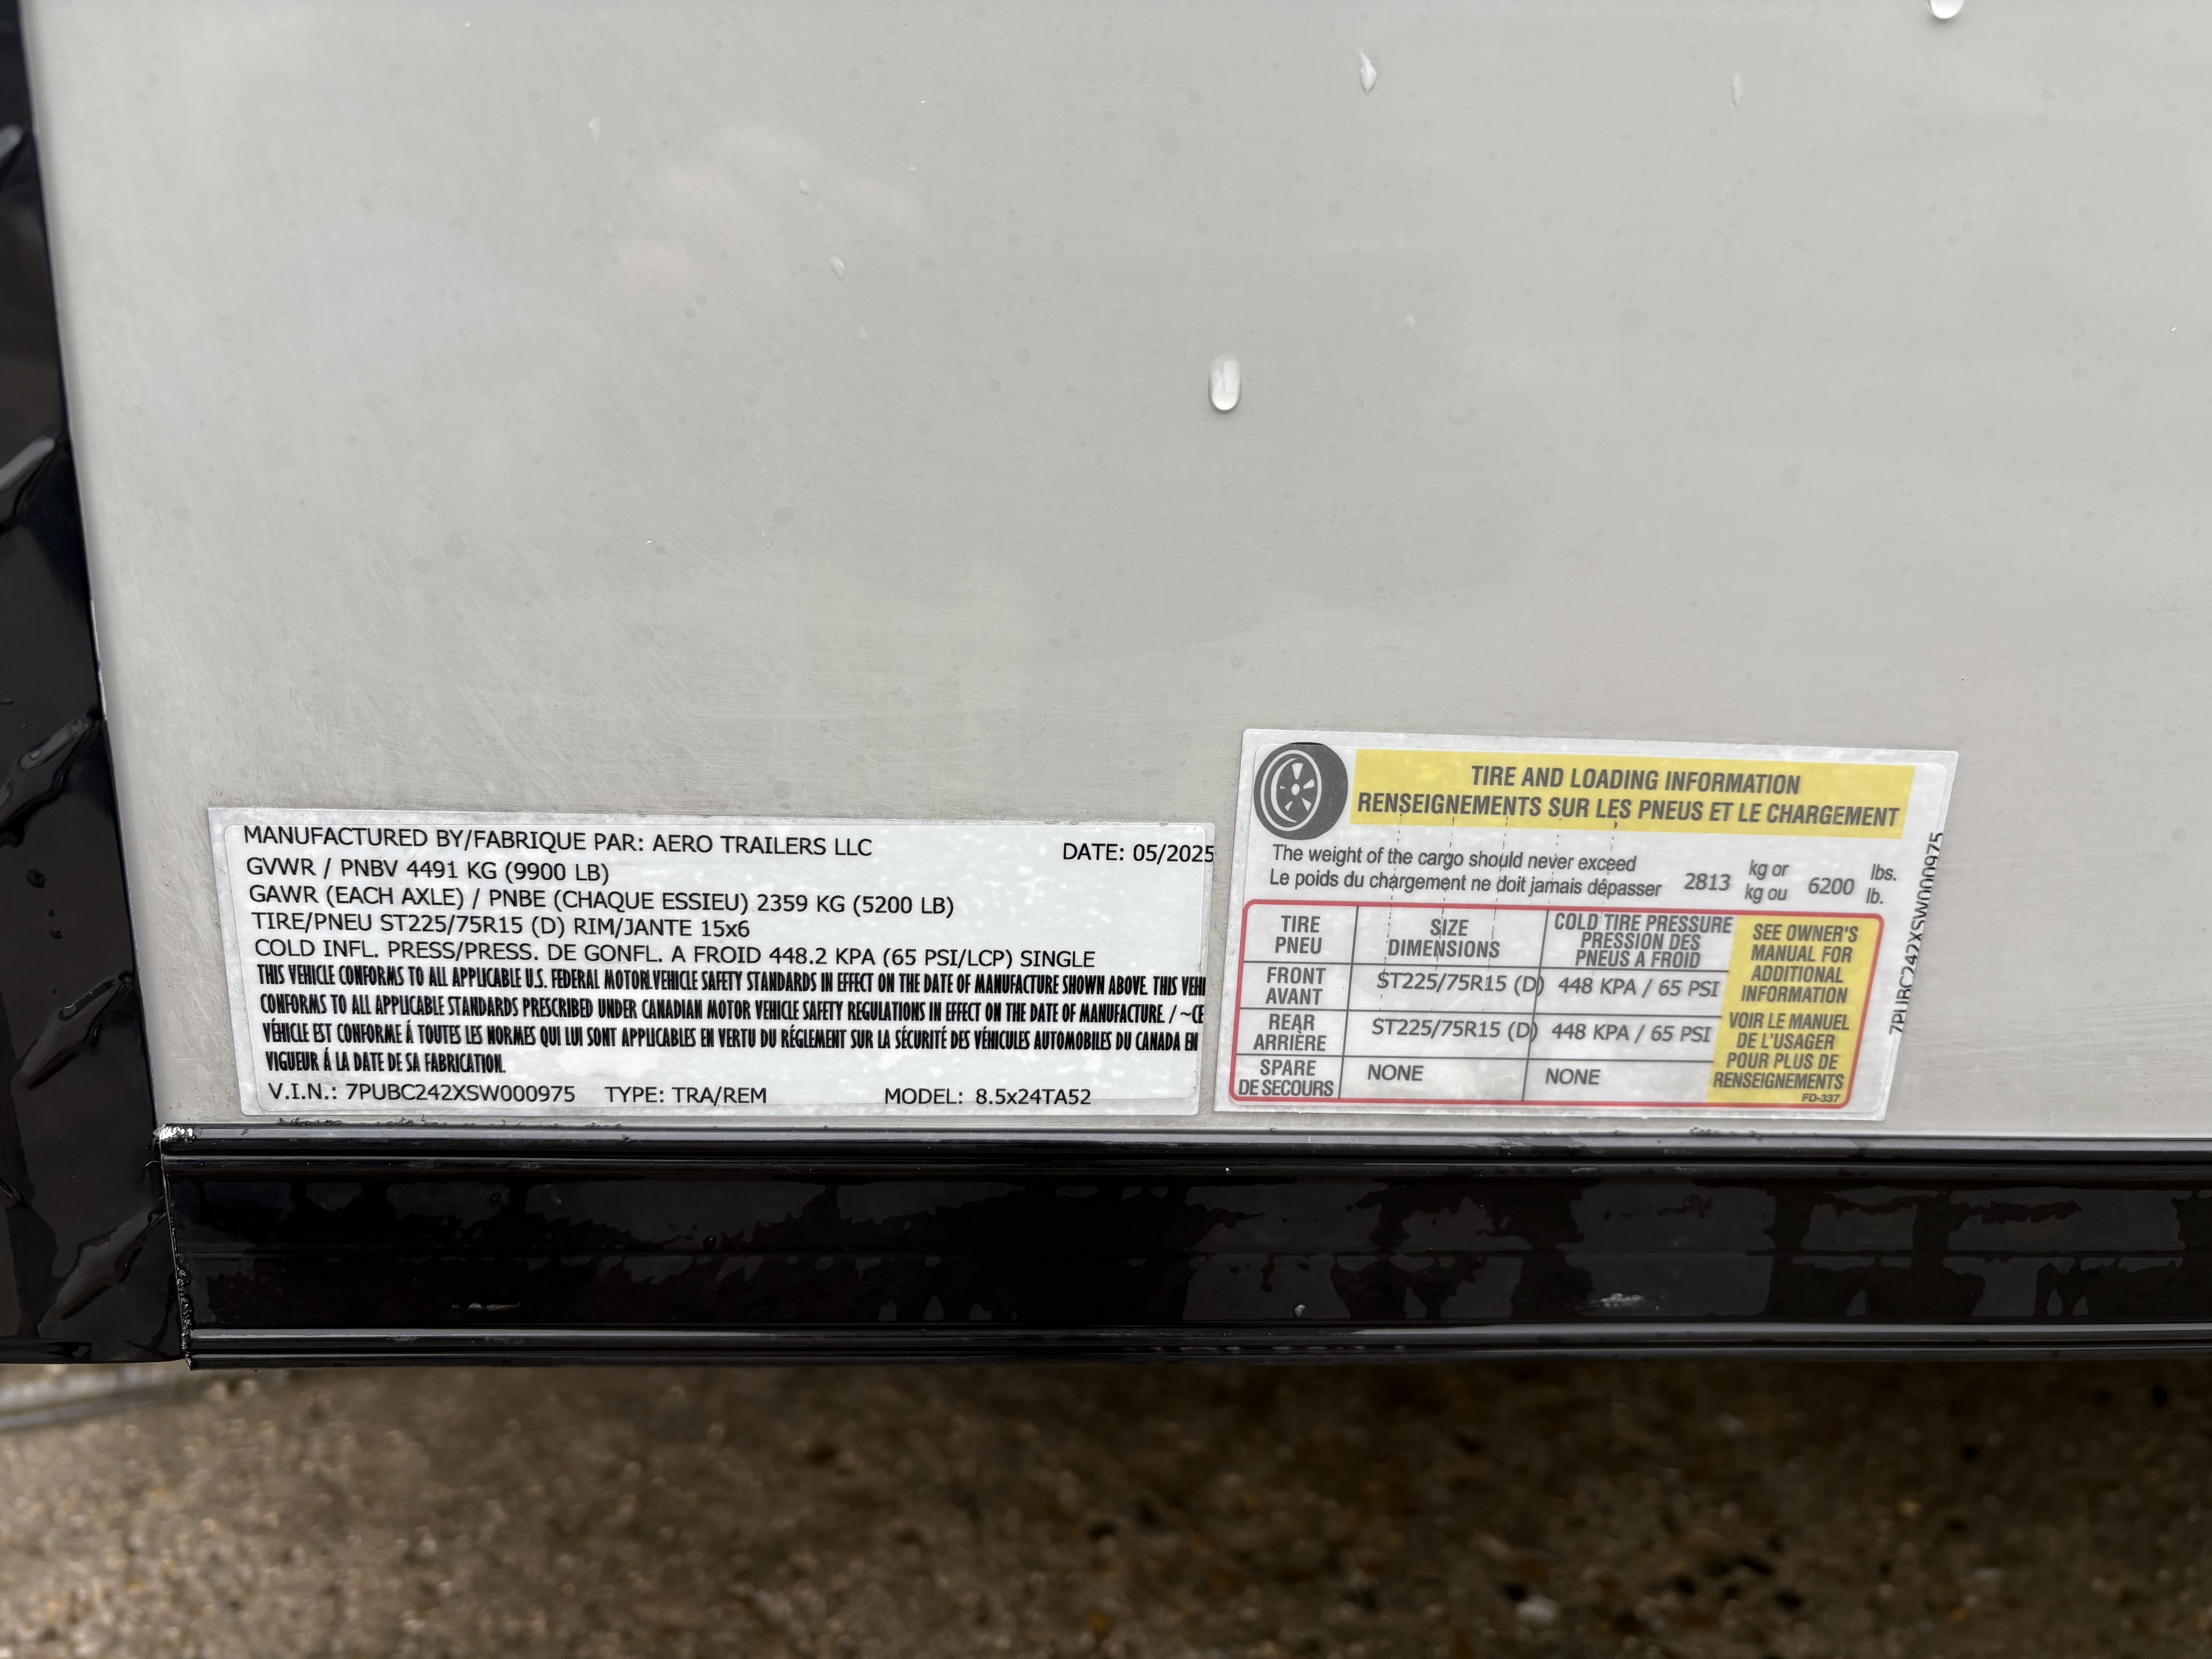 MANUFACTURED BY/FABRIQUE PAR: AERO TRAILERS LLC DATE: 05/2025
GVWR / PNBV 4491 KG (9900 LB)
GAWR (EACH AXLE) / PNBE (CHAQUE ESSIEU) 2359 KG (5200 LB)
TIRE/PNEU ST225/75R15 (D) RIM/JANTE 15x6
COLD INFL. PRESS/PRESS. DE GONFL. A FROID 448.2 KPA (65 PSI/LCP) SINGLE
THIS VEHICLE CONFORMS TO ALL APPLICABLE U.S. FEDERAL MOTOR VEHICLE SAFETY STANDARDS IN EFFECT ON THE DATE OF MANUFACTURE SHOWN ABOVE. THIS VEHI
CONFORMS TO ALL APPLICABLE STANDARDS PRESCRIBED UNDER CANADIAN MOTOR VEHICLE SAFETY REGULATIONS IN EFFECT ON THE DATE OF MANUFACTURE. / ~CE
VÉHICLE EST CONFORME Á TOUTES LES NORMES QUI LUI SONT APPLICABLES EN VERTU DU RÉGLEMENT SUR LA SÉCURITÉ DES VÉHICULES AUTOMOBILES DU CANADA EN
VIGUEUR Á LA DATE DE SA FABRICATION.
V.I.N.: 7PUBC242XSW000975 TYPE: TRA/REM MODEL: 8.5x24TA52
TIRE AND LOADING INFORMATION
RENSEIGNEMENTS SUR LES PNEUS ET LE CHARGEMENT
The weight of the cargo should never exceed
Le poids du chargement ne doit jamais dépasser
2813
kg or
kg ou
6200
lbs.
lb.
TIRE
PNEU
SIZE
DIMENSIONS
COLD TIRE PRESSURE
PRESSION DES
PNEUS A FROID
FRONT
AVANT
ST225/75R15 (D)
448 KPA / 65 PSI
REAR
ARRIÈRE
ST225/75R15 (D)
448 KPA / 65 PSI
SPARE
DE SECOURS
NONE
NONE
SEE OWNER'S
MANUAL FOR
ADDITIONAL
INFORMATION
VOIR LE MANUEL
DE L'USAGER
POUR PLUS DE
RENSEIGNEMENTS
FD-337
7PUBC242XSW000975